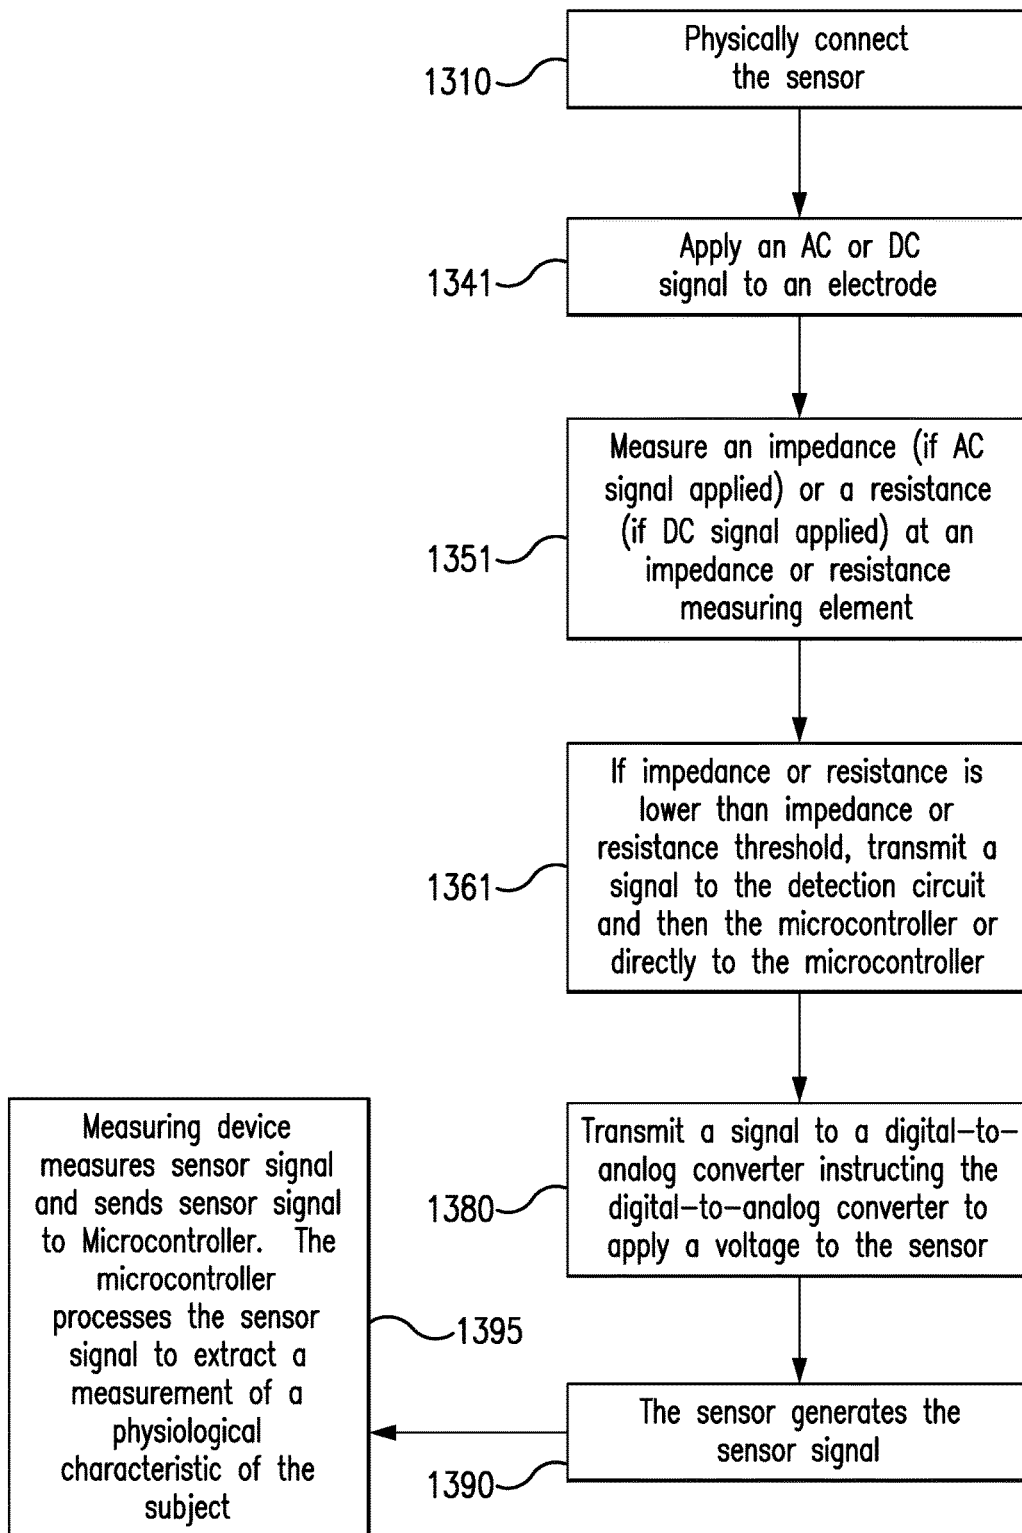 Physically connect
the sensor
1310
Apply an AC or DC
signal to an electrode
1341
Measure an impedance (if AC
signal applied) or a resistance
(if DC signal applied) at an
impedance or resistance
measuring element
1351
If impedance or resistance is
lower than impedance or
resistance threshold, transmit a
signal to the detection circuit
and then the microcontroller or
directly to the microcontroller
1361
Transmit a signal to a digital-to-
analog converter instructing the
digital-to-analog converter to
apply a voltage to the sensor
1380
The sensor generates the
sensor signal
1390
Measuring device
measures sensor signal
and sends sensor signal
to Microcontroller. The
microcontroller
processes the sensor
signal to extract a
measurement of a
physiological
characteristic of the
subject
1395